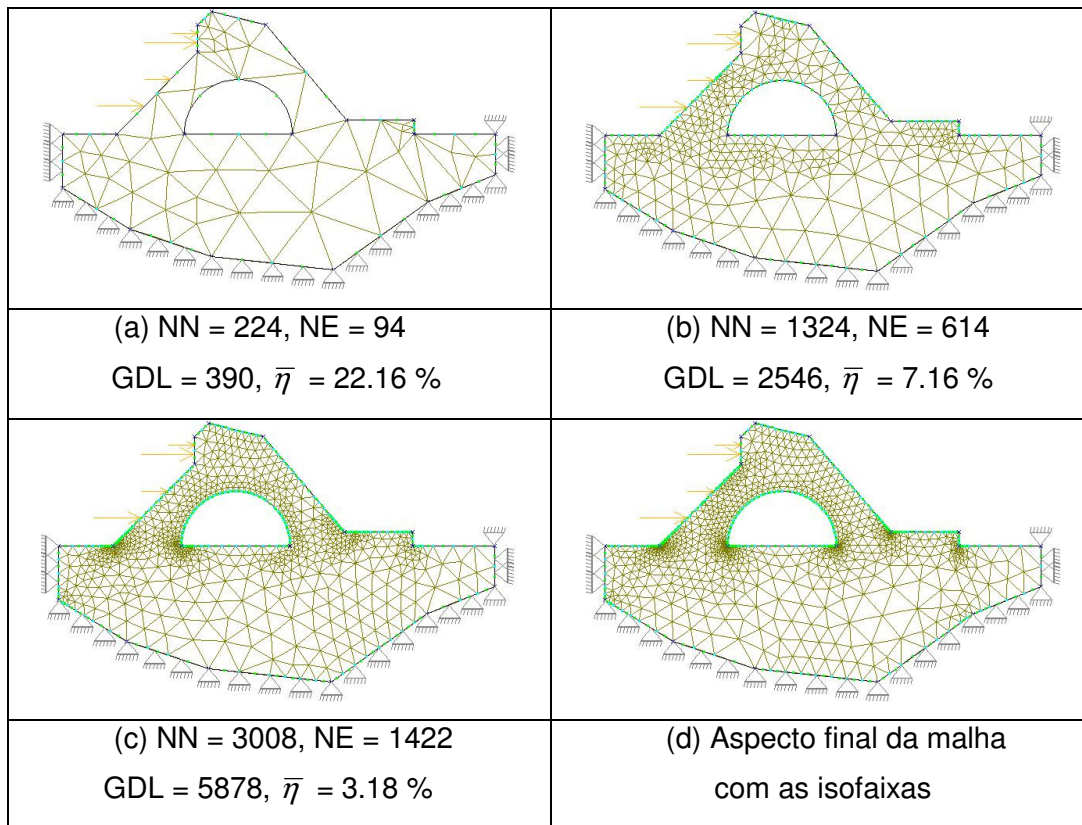 (a) NN = 224, NE = 94
GDL = 390, η̅ = 22.16 %
(b) NN = 1324, NE = 614
GDL = 2546, η̅ = 7.16 %
(c) NN = 3008, NE = 1422
GDL = 5878, η̅ = 3.18 %
(d) Aspecto final da malha
com as isofaixas